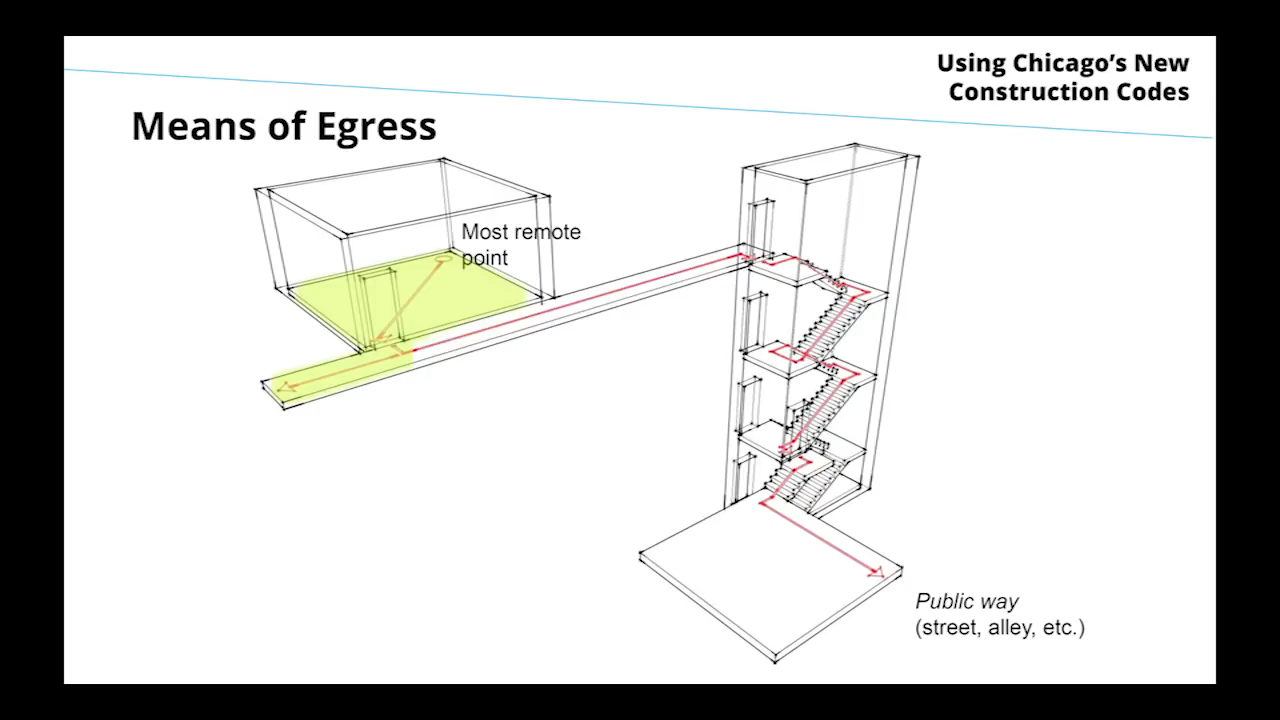 Using Chicago's New
Construction Codes
Means of Egress
Most remote
point
Public way
(street, alley, etc.)